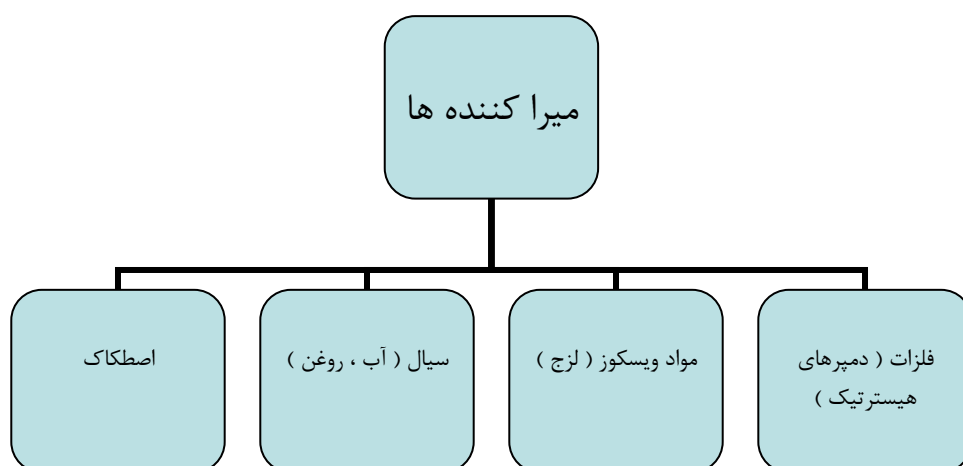 میرا کننده ها
فلزات ( دمپرهای
هیسترتیک )
مواد ویسکوز ( لزج )
سیال ( آب ، روغن )
اصطکاک